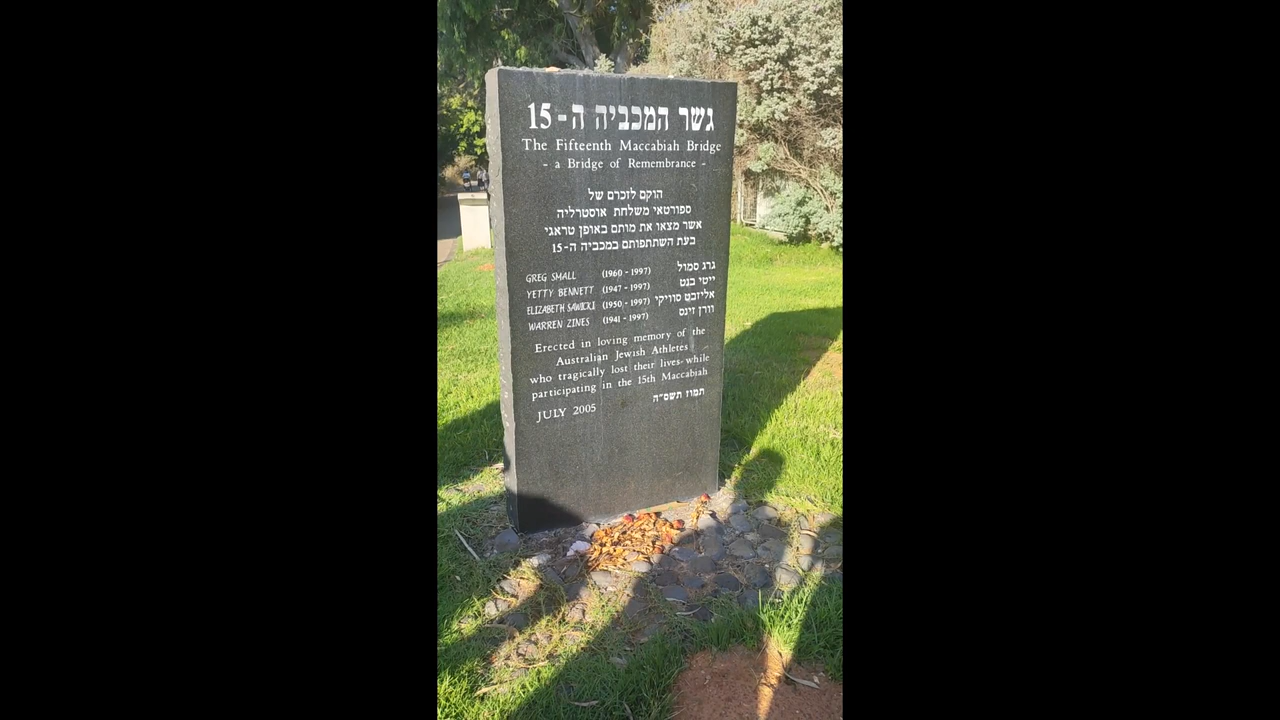 גשר המכביה ה-15
The Fifteenth Maccabiah Bridge
- a Bridge of Remembrance -
הוקם לזכרם של
ספורטאי משלחת אוסטרליה
אשר מצאו את מותם באופן טראגי
בעת השתתפותם במכביה ה-15
GREG SMALL (1960 - 1997) גרג סמול
YETTY BENNETT (1947 - 1997) ייטי בנט
ELIZABETH SAWICKI (1950 - 1997) אליזבט סוויקי
WARREN ZINES (1941 - 1997) וורן זינס
Erected in loving memory of the
Australian Jewish Athletes
who tragically lost their lives while
participating in the 15th Maccabiah
JULY 2005 תמוז תשס"ה